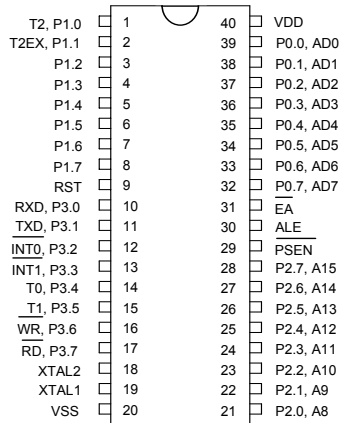 T2, P1.0 1 40 VDD
T2EX, P1.1 2 39 P0.0, AD0
P1.2 3 38 P0.1, AD1
P1.3 4 37 P0.2, AD2
P1.4 5 36 P0.3, AD3
P1.5 6 35 P0.4, AD4
P1.6 7 34 P0.5, AD5
P1.7 8 33 P0.6, AD6
RST 9 32 P0.7, AD7
RXD, P3.0 10 31 EA
TXD, P3.1 11 30 ALE
INT0, P3.2 12 29 PSEN
INT1, P3.3 13 28 P2.7, A15
T0, P3.4 14 27 P2.6, A14
T1, P3.5 15 26 P2.5, A13
WR, P3.6 16 25 P2.4, A12
RD, P3.7 17 24 P2.3, A11
XTAL2 18 23 P2.2, A10
XTAL1 19 22 P2.1, A9
VSS 20 21 P2.0, A8